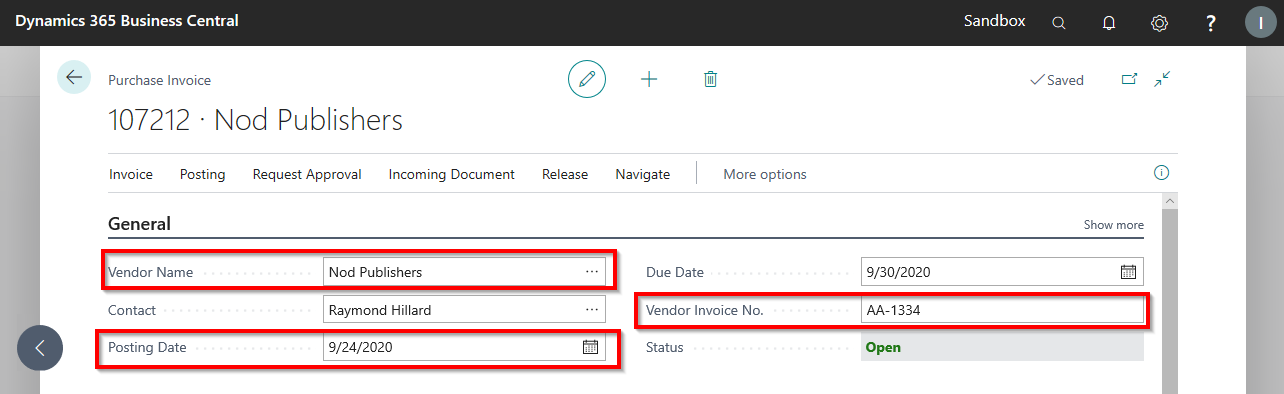 Dynamics 365 Business Central
Sandbox
?
I
Purchase Invoice
Saved
107212 · Nod Publishers
Invoice Posting Request Approval Incoming Document Release Navigate More options
General
Show more
Vendor Name Nod Publishers ...
Due Date 9/30/2020
Contact Raymond Hillard ...
Vendor Invoice No. AA-1334
Posting Date 9/24/2020
Status Open